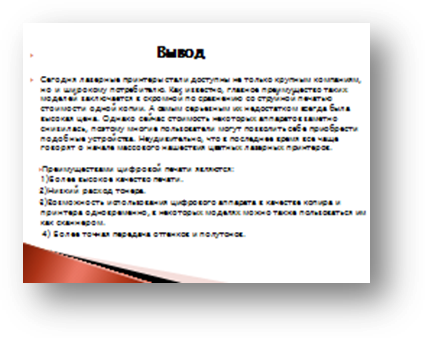 Вывод
Сегодня лазерные принтеры стали доступны не только крупным компаниям,
но и широкому потребителю. Как известно, главное преимущество таких
моделей заключается в скромной по сравнению со струйной печатью
стоимости одной копии. А самым серьезным их недостатком всегда была
высокая цена. Однако сейчас стоимость некоторых аппаратов заметно
снизилась, поэтому многие пользователи могут позволить себе приобрести
подобные устройства. Неудивительно, что в последнее время все чаще
говорят о начале массового нашествия цветных лазерных принтеров.
Преимуществами цифровой печати являются:
1)Более высокое качество печати.
2)Низкий расход тонера.
3)Возможность использования цифрового аппарата в качестве копира и
принтера одновременно, в некоторых моделях можно также пользоваться им
как сканнером.
4) Более точная передача оттенков и полутонов.